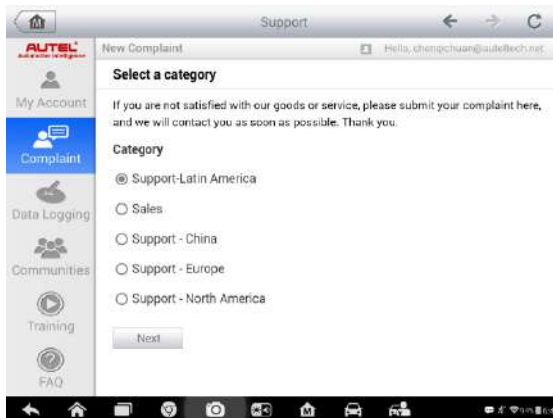 Support
AUTEL
New Complaint
Hello, chengchuan@auteltech.net
My Account
Complaint
Data Logging
Communities
Training
FAQ
Select a category
If you are not satisfied with our goods or service, please submit your complaint here,
and we will contact you as soon as possible. Thank you.
Category
Support-Latin America
Sales
Support - China
Support - Europe
Support - North America
Next